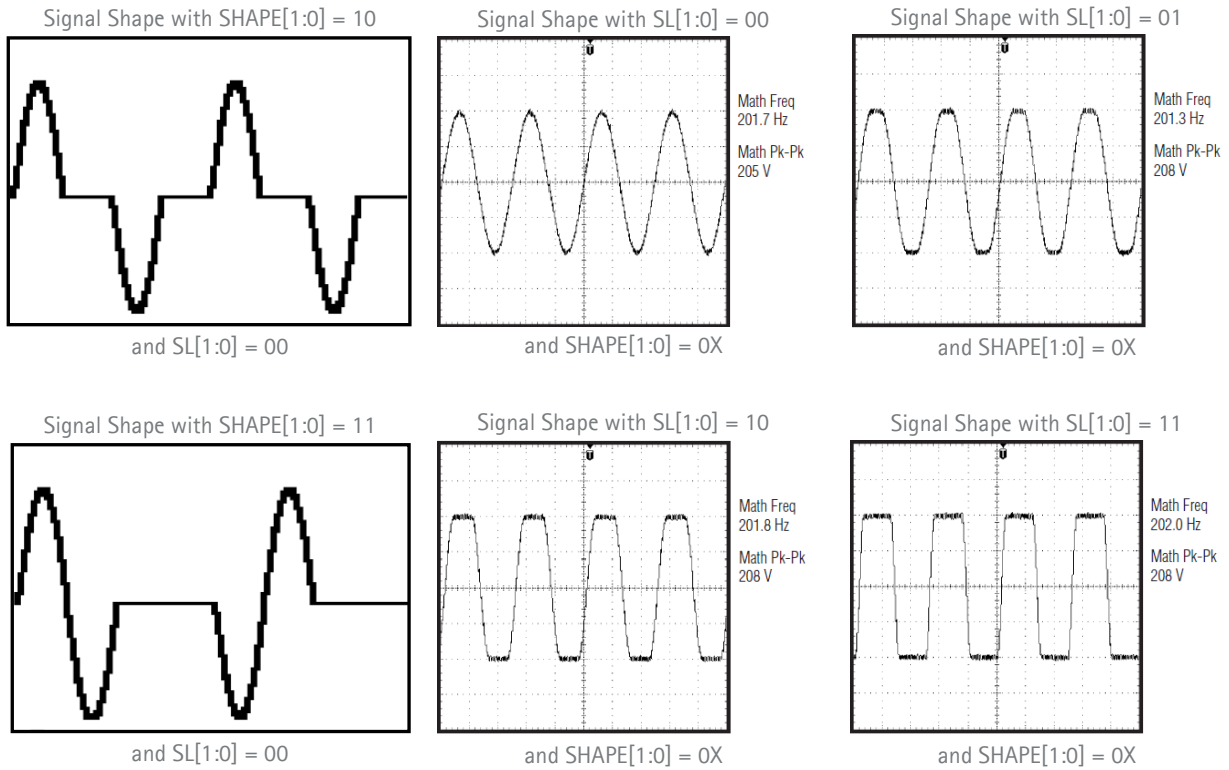 Signal Shape with SHAPE[1:0] = 10
and SL[1:0] = 00
Signal Shape with SL[1:0] = 00
T
Math Freq
201.7 Hz
Math Pk-Pk
205 V
and SHAPE[1:0] = 0X
Signal Shape with SL[1:0] = 01
T
Math Freq
201.3 Hz
Math Pk-Pk
208 V
and SHAPE[1:0] = 0X
Signal Shape with SHAPE[1:0] = 11
and SL[1:0] = 00
Signal Shape with SL[1:0] = 10
T
Math Freq
201.8 Hz
Math Pk-Pk
208 V
and SHAPE[1:0] = 0X
Signal Shape with SL[1:0] = 11
T
Math Freq
202.0 Hz
Math Pk-Pk
208 V
and SHAPE[1:0] = 0X